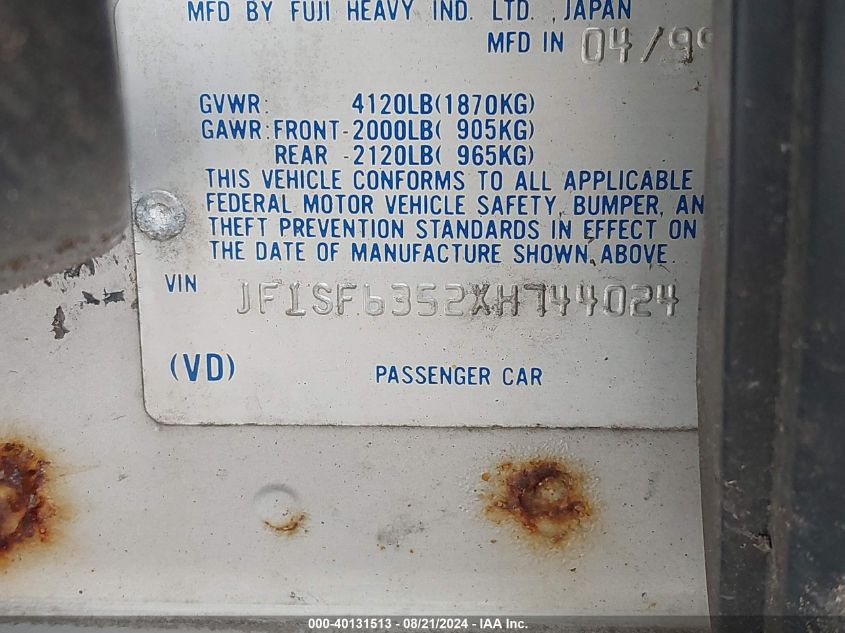 MFD BY FUJI HEAVY IND. LTD. ,JAPAN
MFD IN 04/99
GVWR: 4120LB(1870KG)
GAWR:FRONT-2000LB( 905KG)
REAR -2120LB( 965KG)
THIS VEHICLE CONFORMS TO ALL APPLICABLE
FEDERAL MOTOR VEHICLE SAFETY, BUMPER, AN
THEFT PREVENTION STANDARDS IN EFFECT ON
THE DATE OF MANUFACTURE SHOWN ABOVE.
VIN JF1SF6352XH744024
(VD) PASSENGER CAR
000-40131513 - 08/21/2024 - IAA Inc.